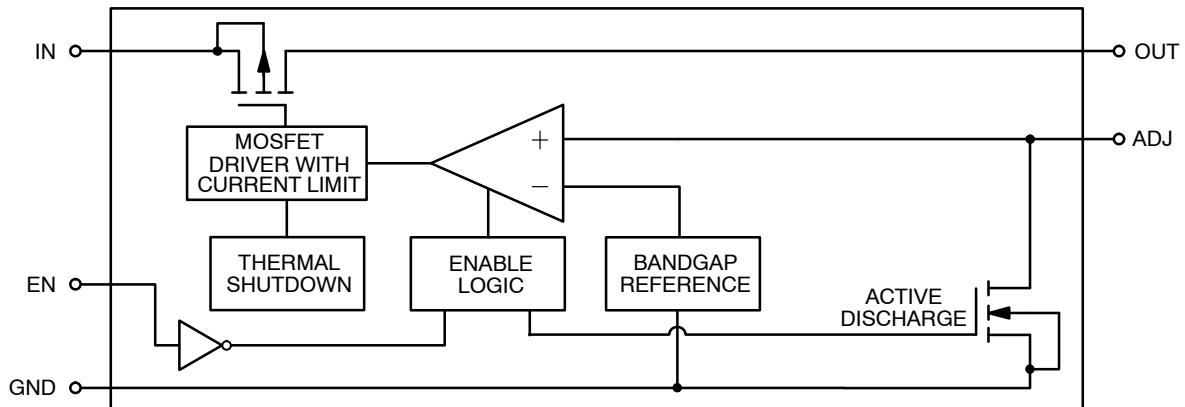 IN
OUT
+
ADJ
MOSFET
DRIVER WITH
CURRENT LIMIT
−
THERMAL
SHUTDOWN
ENABLE
LOGIC
BANDGAP
REFERENCE
EN
ACTIVE
DISCHARGE
GND